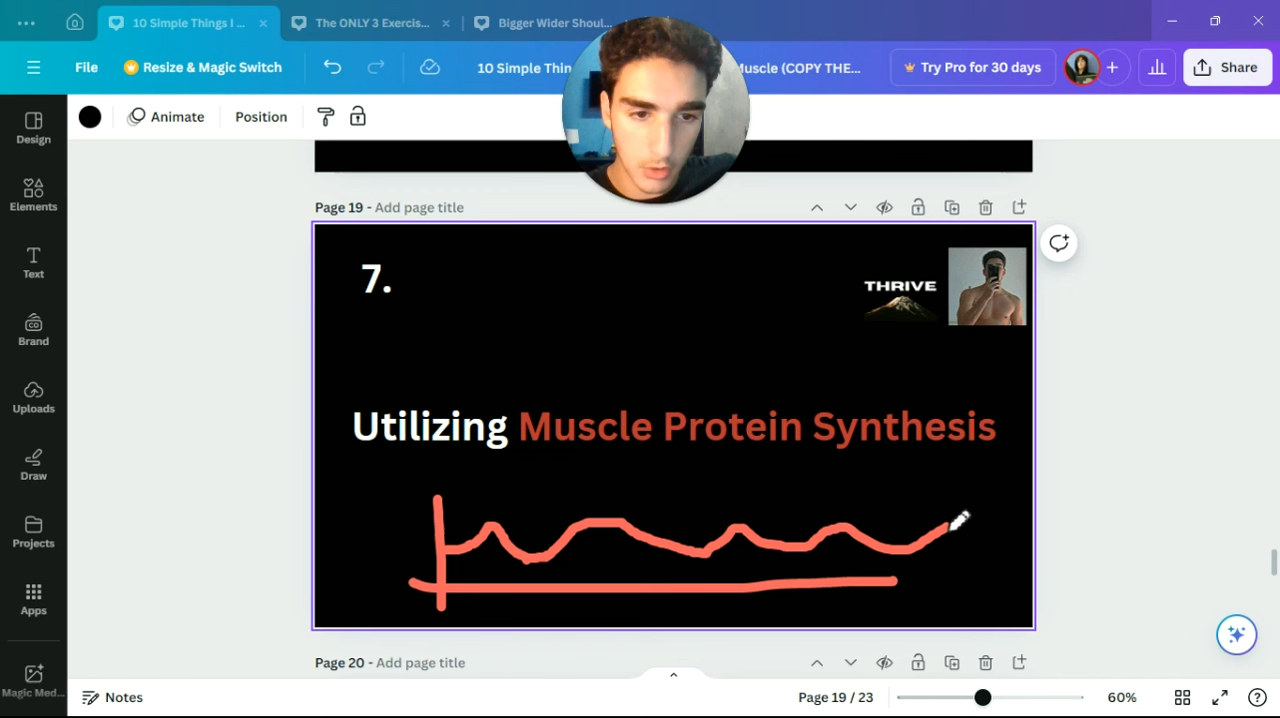 10 Simple Things I ...
The ONLY 3 Exercis...
Bigger Wider Shoul...
File
Resize & Magic Switch
10 Simple Thin
Muscle (COPY THE...
Try Pro for 30 days
Share
Animate
Position
Design
Elements
Text
Brand
Uploads
Draw
Projects
Apps
Magic Med...
Page 19 - Add page title
7.
THRIVE
Utilizing Muscle Protein Synthesis
Page 20 - Add page title
Notes
Page 19 / 23
60%